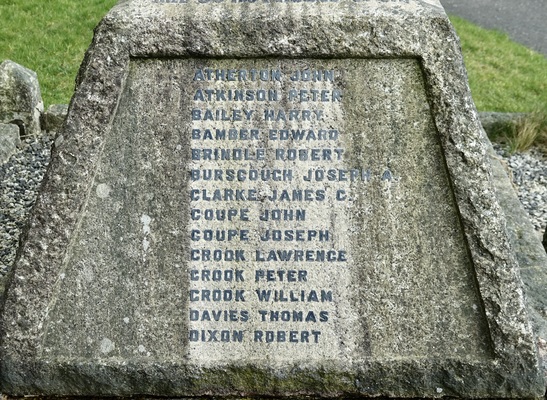 ATHERTON JOHN
ATKINSON PETER
BAILEY HARRY
BAMBER EDWARD
BRINDLE ROBERT
BURSCOUGH JOSEPH A.
CLARKE JAMES C.
COUPE JOHN
COUPE JOSEPH
CROOK LAWRENCE
CROOK PETER
CROOK WILLIAM
DAVIES THOMAS
DIXON ROBERT